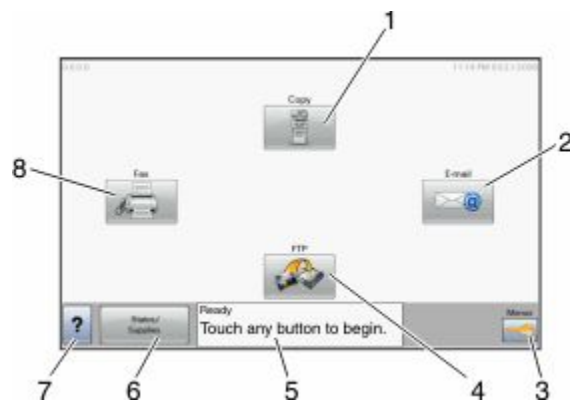 1
Copy
2
8
Fax
E-mail
FTP
Ready
Touch any button to begin.
?
Status/
Supplies
Menus
7
6
5
4
3